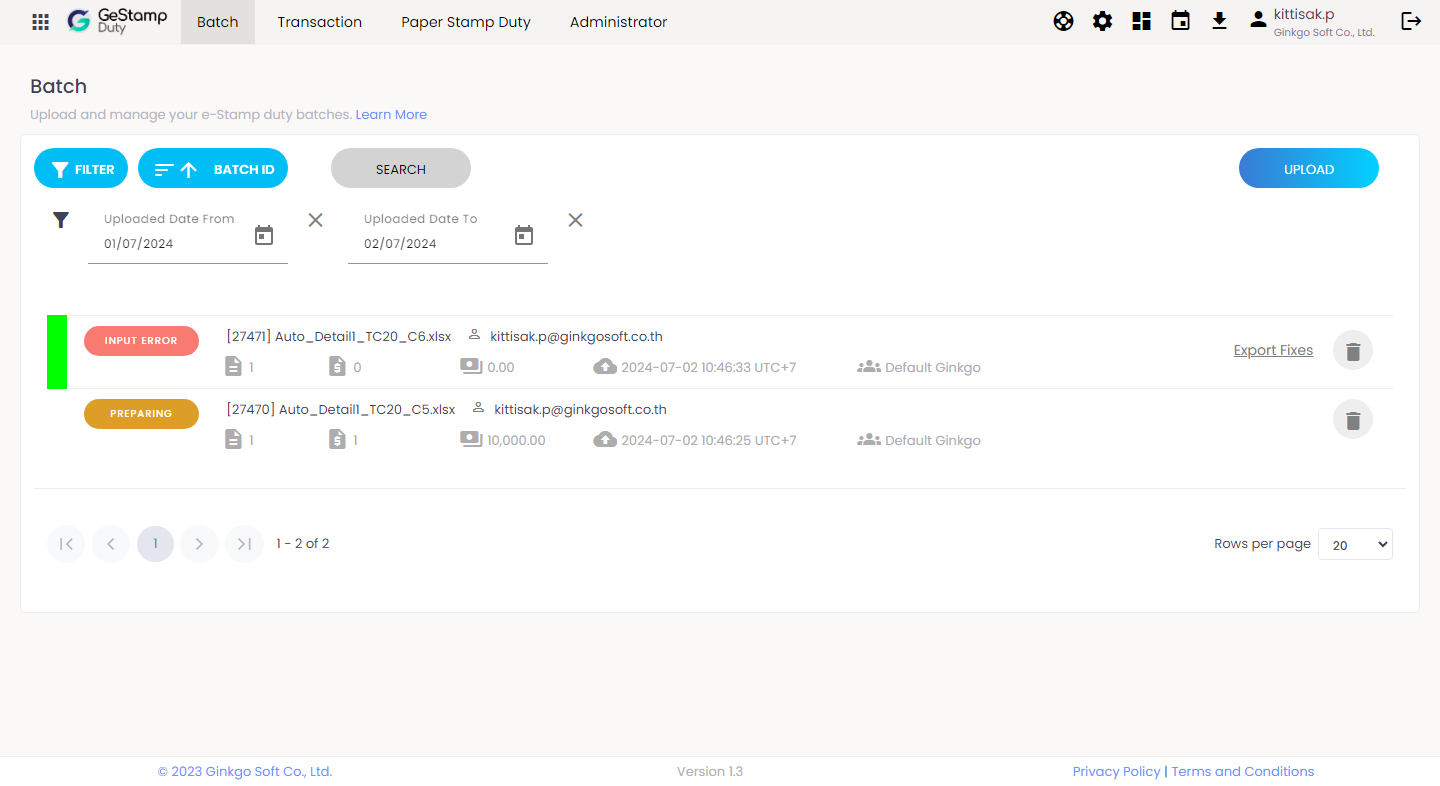 GeStamp Duty Batch Transaction Paper Stamp Duty Administrator kittisak.p
Ginkgo Soft Co., Ltd.
Batch
Upload and manage your e-Stamp duty batches. Learn More
FILTER BATCH ID SEARCH UPLOAD
Uploaded Date From Uploaded Date To
01/07/2024 02/07/2024
INPUT ERROR [27471] Auto_Detail1_TC20_C6.xlsx kittisak.p@ginkgosoft.co.th
Export Fixes
1 0 0.00 2024-07-02 10:46:33 UTC+7 Default Ginkgo
PREPARING [27470] Auto_Detail1_TC20_C5.xlsx kittisak.p@ginkgosoft.co.th
1 1 10,000.00 2024-07-02 10:46:25 UTC+7 Default Ginkgo
1 1 - 2 of 2 Rows per page 20
© 2023 Ginkgo Soft Co., Ltd. Version 1.3 Privacy Policy | Terms and Conditions